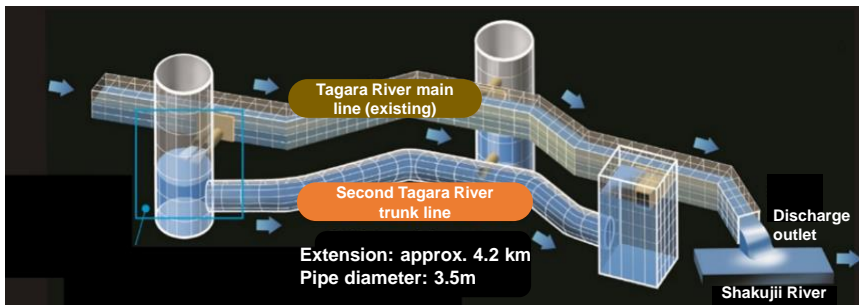 Tagara River main
line (existing)
Second Tagara River
trunk line
Extension: approx. 4.2 km
Pipe diameter: 3.5m
Discharge
outlet
Shakujii River